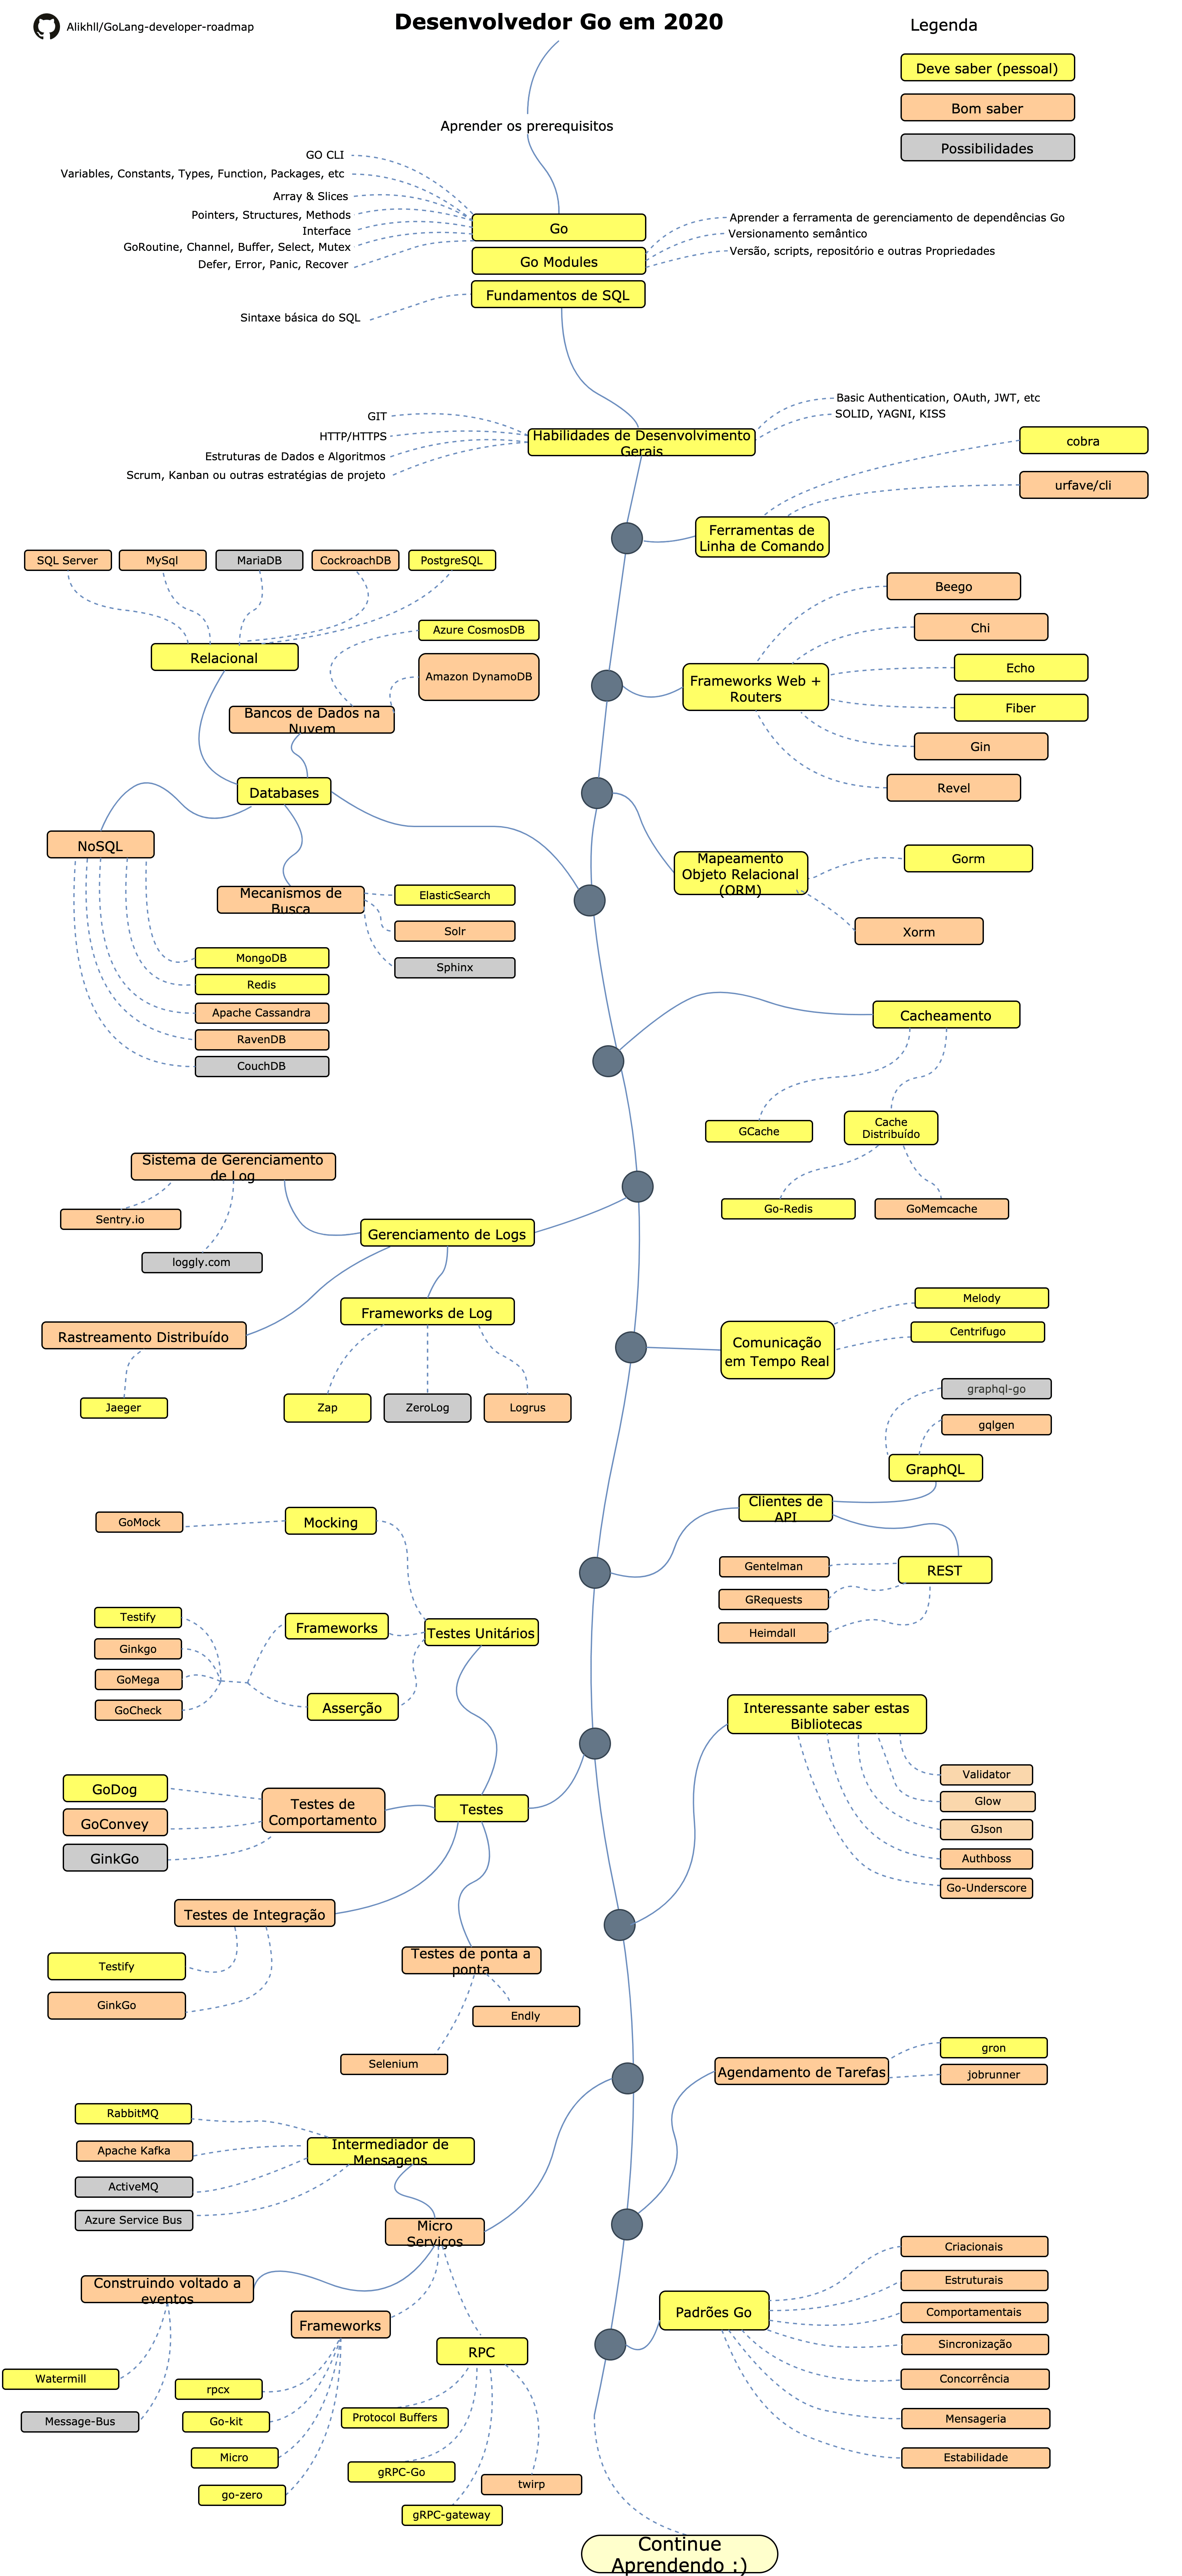 Alikhll/GoLang-developer-roadmap
Desenvolvedor Go em 2020
Legenda
Deve saber (pessoal)
Bom saber
Possibilidades
Aprender os prerequisitos
GO CLI
Variables, Constants, Types, Function, Packages, etc
Array & Slices
Pointers, Structures, Methods
Interface
GoRoutine, Channel, Buffer, Select, Mutex
Defer, Error, Panic, Recover
Go
Go Modules
Fundamentos de SQL
Aprender a ferramenta de gerenciamento de dependências Go
Versionamento semântico
Versão, scripts, repositório e outras Propriedades
Sintaxe básica do SQL
GIT
HTTP/HTTPS
Estruturas de Dados e Algoritmos
Scrum, Kanban ou outras estratégias de projeto
Habilidades de Desenvolvimento
Gerais
Basic Authentication, OAuth, JWT, etc
SOLID, YAGNI, KISS
cobra
urfave/cli
Ferramentas de
Linha de Comando
SQL Server
MySql
MariaDB
CockroachDB
PostgreSQL
Relacional
Azure CosmosDB
Amazon DynamoDB
Bancos de Dados na
Nuvem
Databases
NoSQL
Mecanismos de
Busca
ElasticSearch
Solr
Sphinx
MongoDB
Redis
Apache Cassandra
RavenDB
CouchDB
Beego
Chi
Echo
Fiber
Gin
Revel
Frameworks Web +
Routers
Mapeamento
Objeto Relacional
(ORM)
Gorm
Xorm
Cacheamento
GCache
Cache
Distribuído
Go-Redis
GoMemcache
Sistema de Gerenciamento
de Log
Sentry.io
loggly.com
Gerenciamento de Logs
Rastreamento Distribuído
Jaeger
Frameworks de Log
Zap
ZeroLog
Logrus
Comunicação
em Tempo Real
Melody
Centrifugo
graphql-go
gqlgen
GraphQL
Clientes de
API
REST
Gentelman
GRequests
Heimdall
GoMock
Mocking
Testify
Ginkgo
GoMega
GoCheck
Frameworks
Asserção
Testes Unitários
Interessante saber estas
Bibliotecas
Validator
Glow
GJson
Authboss
Go-Underscore
GoDog
GoConvey
GinkGo
Testes de
Comportamento
Testes
Testes de Integração
Testify
GinkGo
Testes de ponta a
ponta
Endly
Selenium
Agendamento de Tarefas
gron
jobrunner
RabbitMQ
Apache Kafka
ActiveMQ
Azure Service Bus
Intermediador de
Mensagens
Micro
Serviços
Construindo voltado a
eventos
Watermill
Message-Bus
Frameworks
rpcx
Go-kit
Micro
go-zero
RPC
Protocol Buffers
gRPC-Go
gRPC-gateway
twirp
Padrões Go
Criacionais
Estruturais
Comportamentais
Sincronização
Concorrência
Mensageria
Estabilidade
Continue
Aprendendo :)